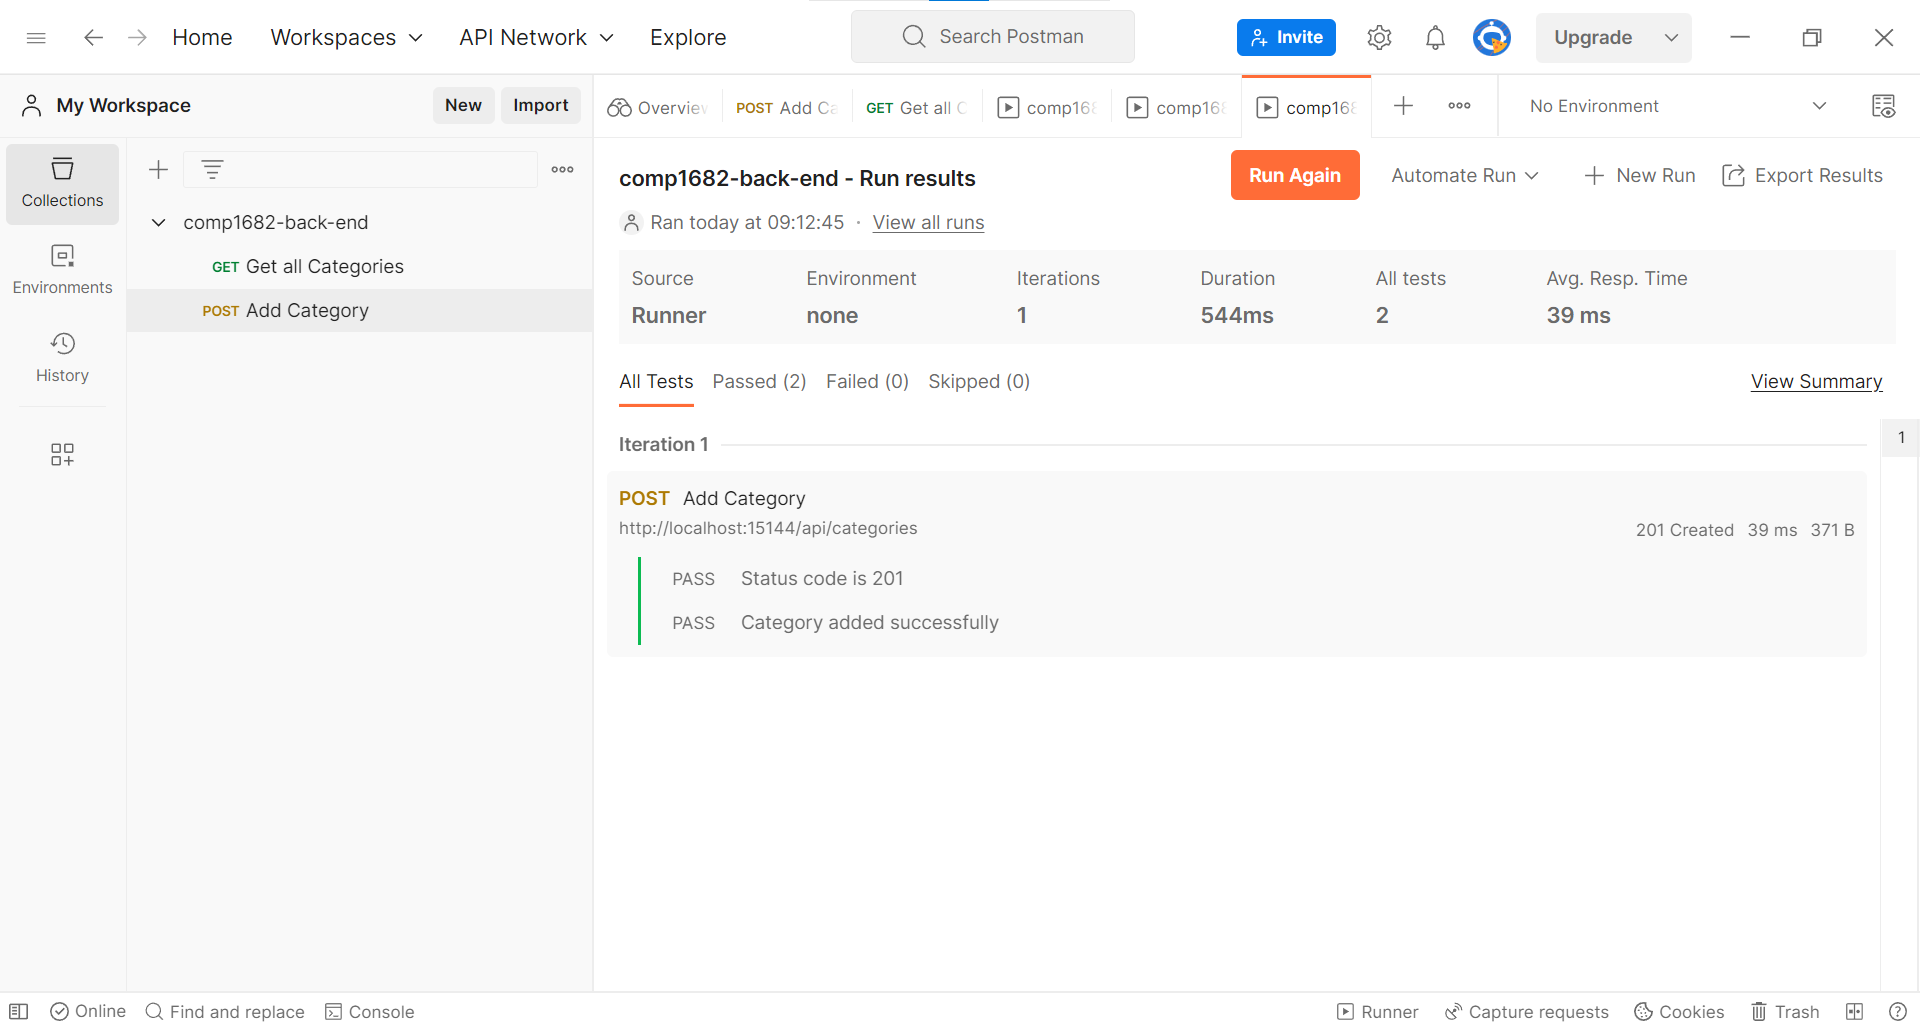 Home Workspaces API Network Explore Search Postman Invite Upgrade
My Workspace New Import
Overview POST Add Ca GET Get all C comp168 comp168 comp168 No Environment
Collections
Environments
History
comp1682-back-end
GET Get all Categories
POST Add Category
comp1682-back-end - Run results Run Again Automate Run New Run Export Results
Ran today at 09:12:45 · View all runs
Source Environment Iterations Duration All tests Avg. Resp. Time
Runner none 1 544ms 2 39 ms
All Tests Passed (2) Failed (0) Skipped (0) View Summary
Iteration 1 1
POST Add Category
http://localhost:15144/api/categories 201 Created 39 ms 371 B
PASS Status code is 201
PASS Category added successfully
Online Find and replace Console Runner Capture requests Cookies Trash